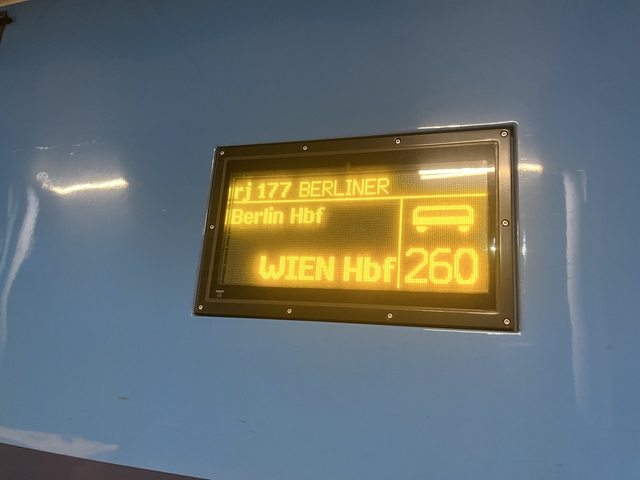 rj 177 BERLINER
Berlin Hbf
WIEN Hbf 260